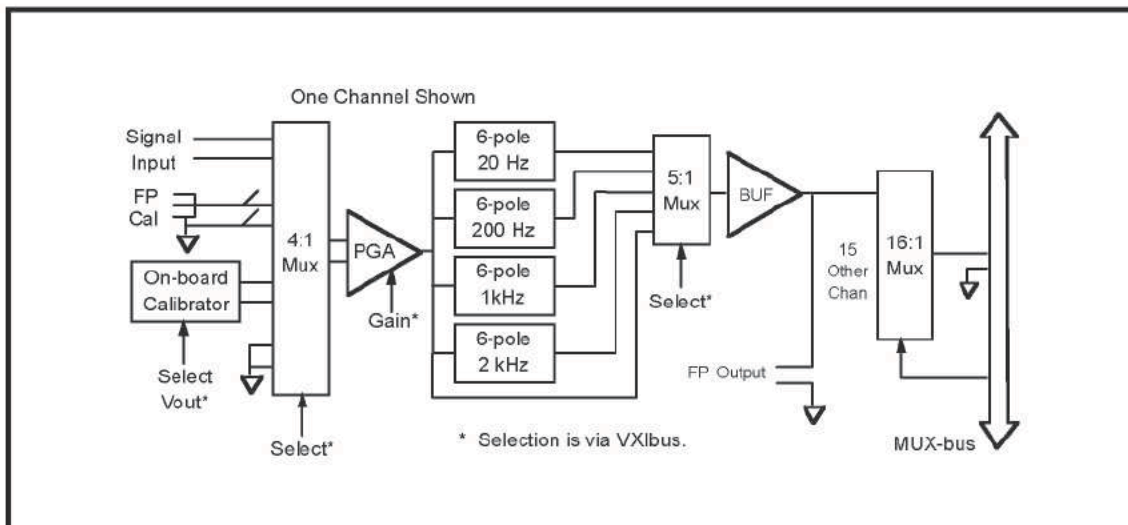 One Channel Shown
Signal
Input
FP
Cal
On-board
Calibrator
Select
Vout*
4:1
Mux
Select*
PGA
Gain*
6-pole
20 Hz
6-pole
200 Hz
6-pole
1kHz
6-pole
2 kHz
5:1
Mux
Select*
BUF
FP Output
15
Other
Chan
16:1
Mux
MUX-bus
* Selection is via VXIbus.